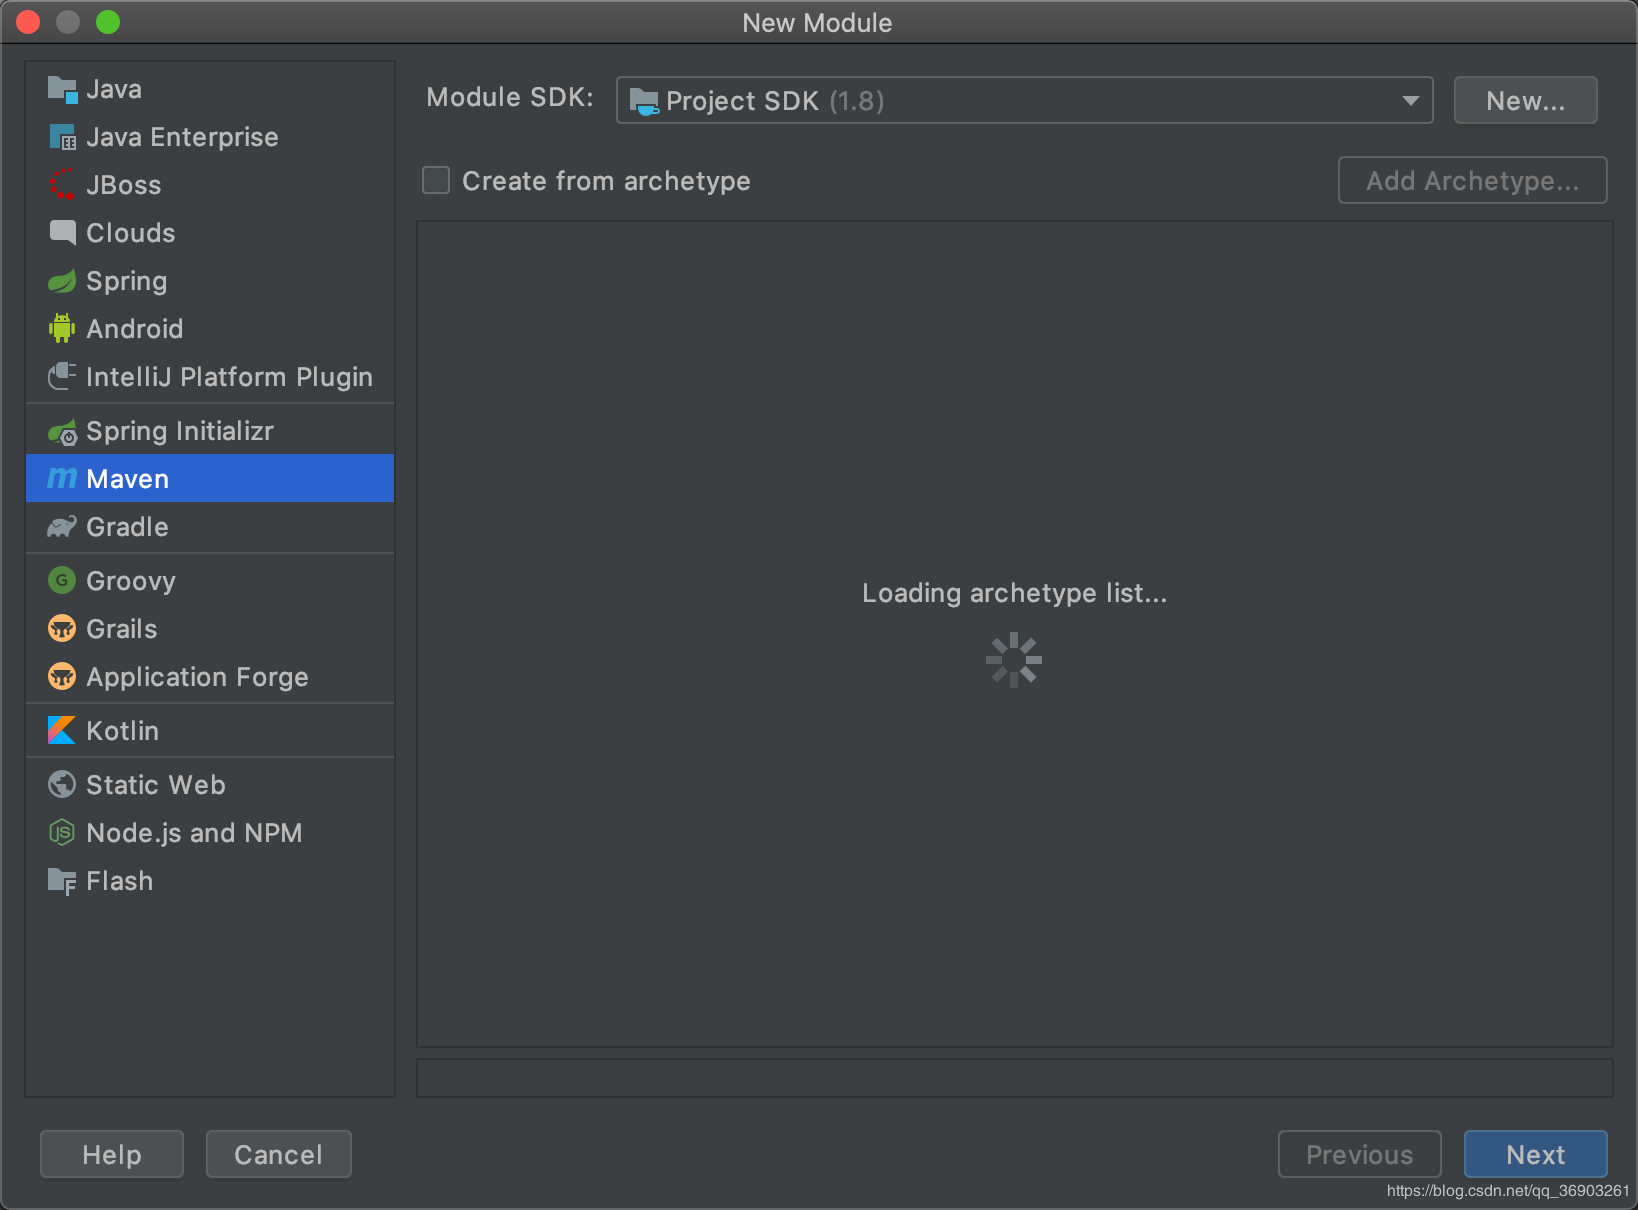 New Module
Java
Java Enterprise
JBoss
Clouds
Spring
Android
IntelliJ Platform Plugin
Spring Initializr
Maven
Gradle
Groovy
Grails
Application Forge
Kotlin
Static Web
Node.js and NPM
Flash
Module SDK: Project SDK (1.8) New...
Create from archetype Add Archetype...
Loading archetype list...
Help Cancel Previous Next
https://blog.csdn.net/qq_36903261